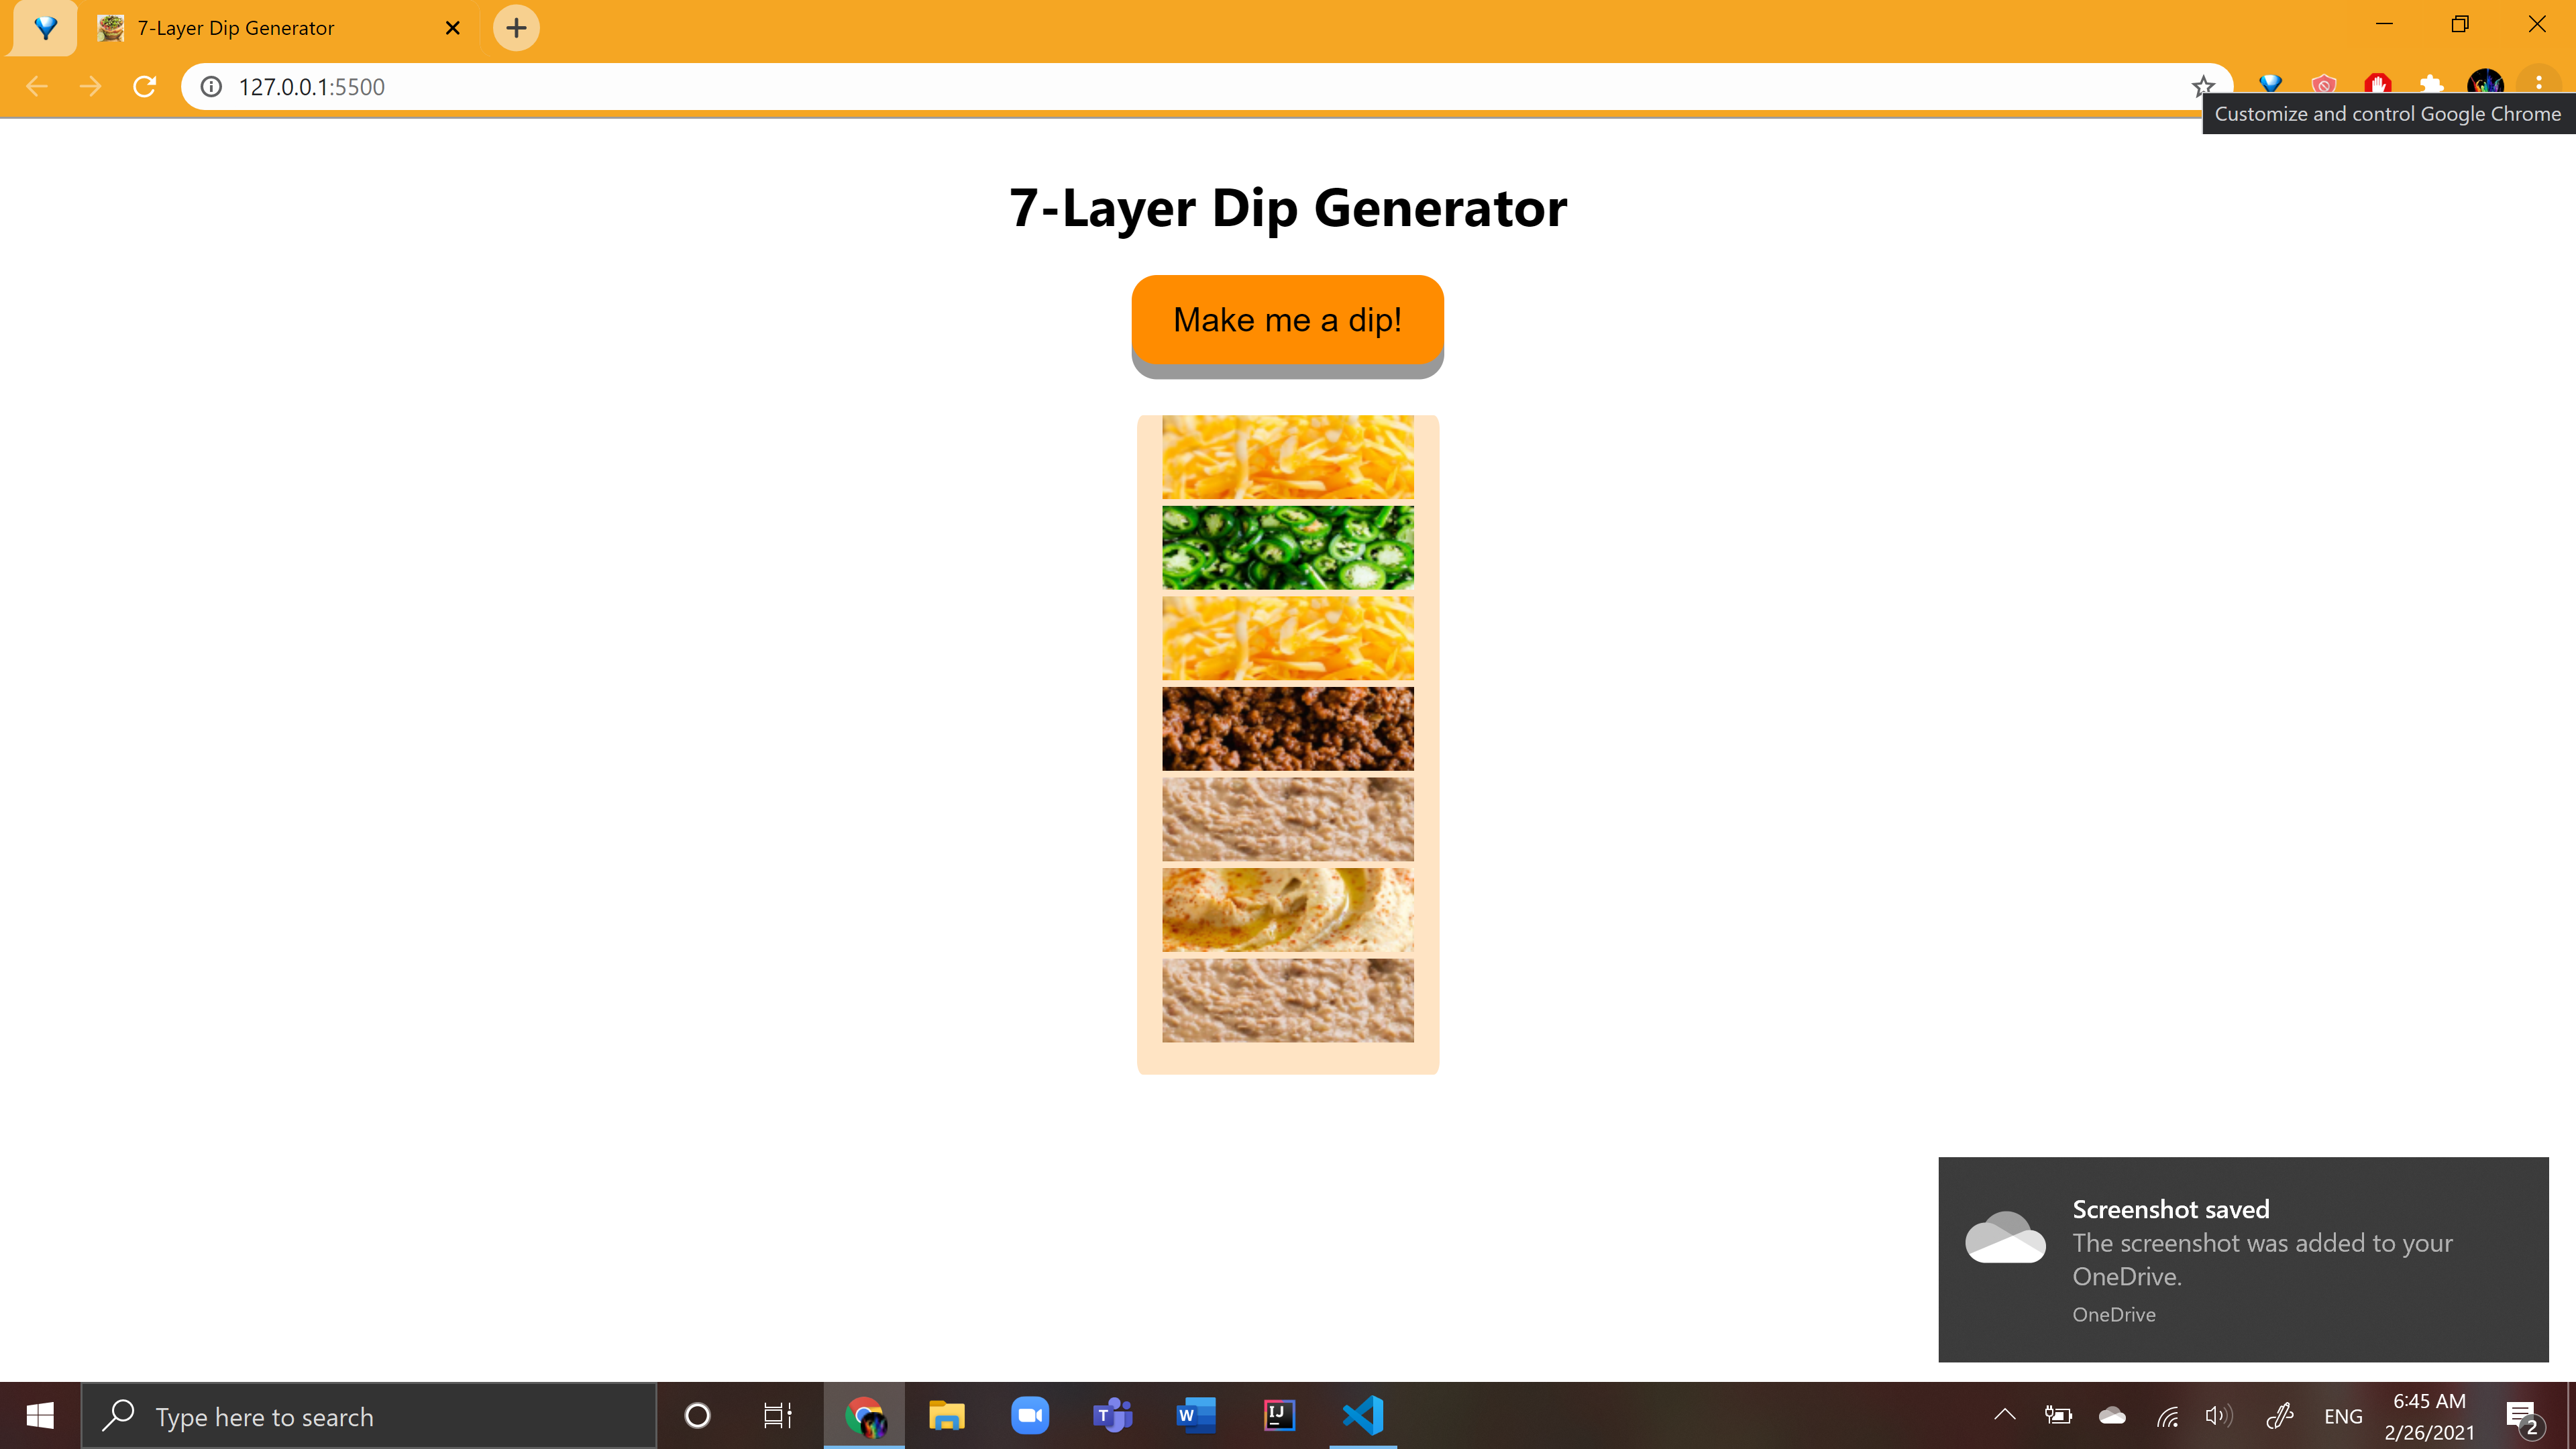 7-Layer Dip Generator
127.0.0.1:5500
Customize and control Google Chrome
7-Layer Dip Generator
Make me a dip!
Screenshot saved
The screenshot was added to your
OneDrive.
OneDrive
Type here to search
T
W
IJ
ENG
6:45 AM
2/26/2021
2